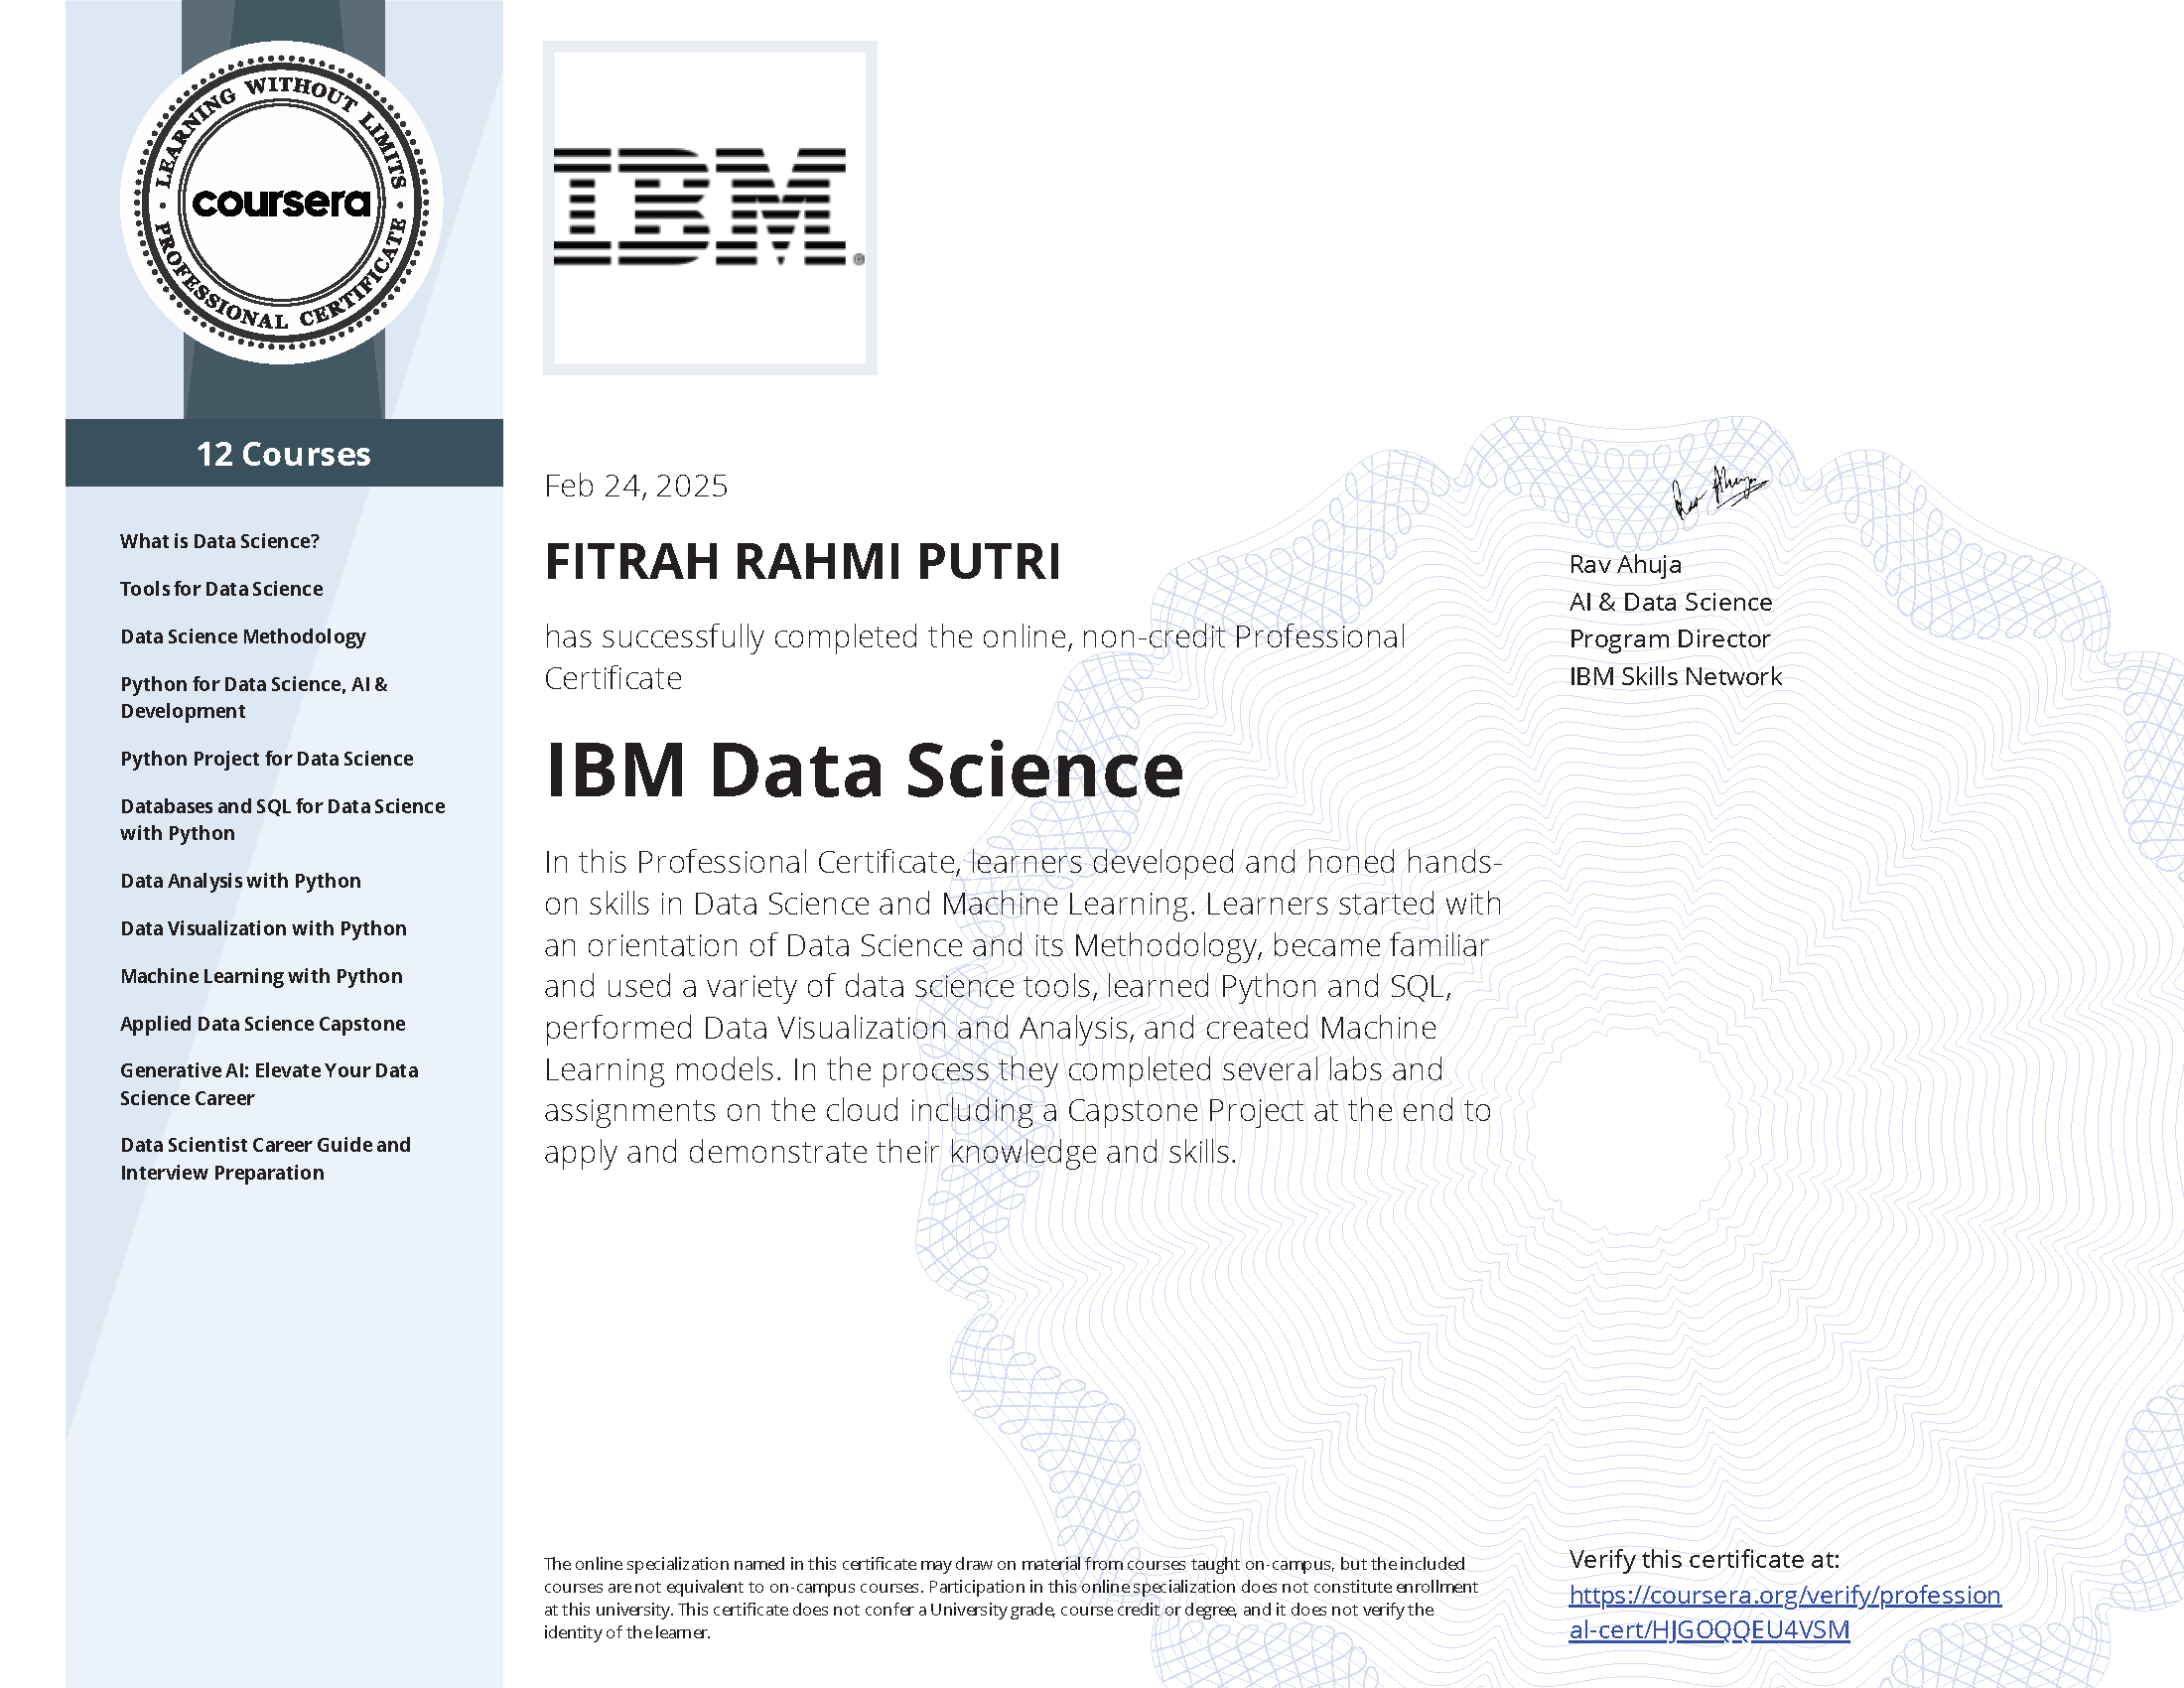 LEARNING WITHOUT LIMITS
coursera
PROFESSIONAL CERTIFICATE
IBM
12 Courses
What is Data Science?
Tools for Data Science
Data Science Methodology
Python for Data Science, AI &
Development
Python Project for Data Science
Databases and SQL for Data Science
with Python
Data Analysis with Python
Data Visualization with Python
Machine Learning with Python
Applied Data Science Capstone
Generative AI: Elevate Your Data
Science Career
Data Scientist Career Guide and
Interview Preparation
Feb 24, 2025
FITRAH RAHMI PUTRI
has successfully completed the online, non-credit Professional
Certificate
IBM Data Science
In this Professional Certificate, learners developed and honed hands-
on skills in Data Science and Machine Learning. Learners started with
an orientation of Data Science and its Methodology, became familiar
and used a variety of data science tools, learned Python and SQL,
performed Data Visualization and Analysis, and created Machine
Learning models. In the process they completed several labs and
assignments on the cloud including a Capstone Project at the end to
apply and demonstrate their knowledge and skills.
Rav Ahuja
AI & Data Science
Program Director
IBM Skills Network
The online specialization named in this certificate may draw on material from courses taught on-campus, but the included
courses are not equivalent to on-campus courses. Participation in this online specialization does not constitute enrollment
at this university. This certificate does not confer a University grade, course credit or degree, and it does not verify the
identity of the learner.
Verify this certificate at:
https://coursera.org/verify/profession
al-cert/HJGOQQEU4VSM